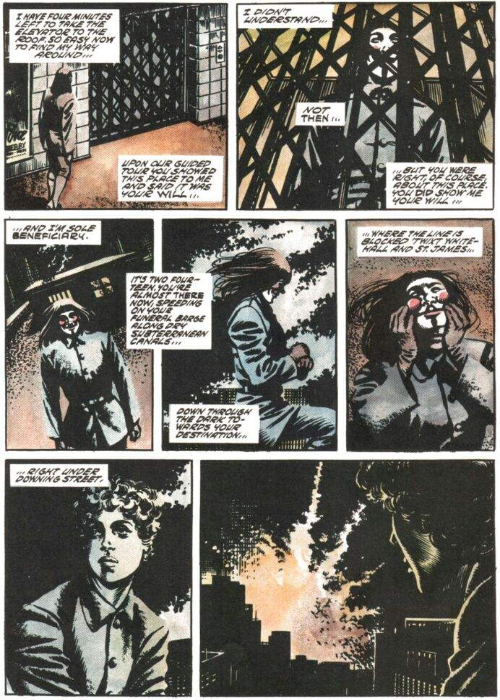 I HAVE FOUR MINUTES
LEFT TO TAKE THE
ELEVATOR TO THE
ROOF. SO EASY NOW
TO FIND MY WAY
AROUND...
UPON OUR GUIDED
TOUR YOU SHOWED
THIS PLACE TO ME
AND SAID IT WAS
YOUR WILL...
I DIDN'T
UNDERSTAND...
NOT
THEN...
...BUT YOU WERE
RIGHT, OF COURSE,
ABOUT THIS PLACE.
YOU DID SHOW ME
YOUR WILL...
...AND I'M SOLE
BENEFICIARY.
IT'S TWO FOUR-
TEEN. YOU'RE
ALMOST THERE
NOW, SPEEDING
ON YOUR
FUNERAL BARGE
ALONG DRY
SUBTERRANEAN
CANALS...
DOWN THROUGH
THE DARK TO-
WARDS YOUR
DESTINATION...
...WHERE THE LINE IS
BLOCKED 'TWIXT WHITE-
HALL AND ST. JAMES...
...RIGHT UNDER
DOWNING STREET.